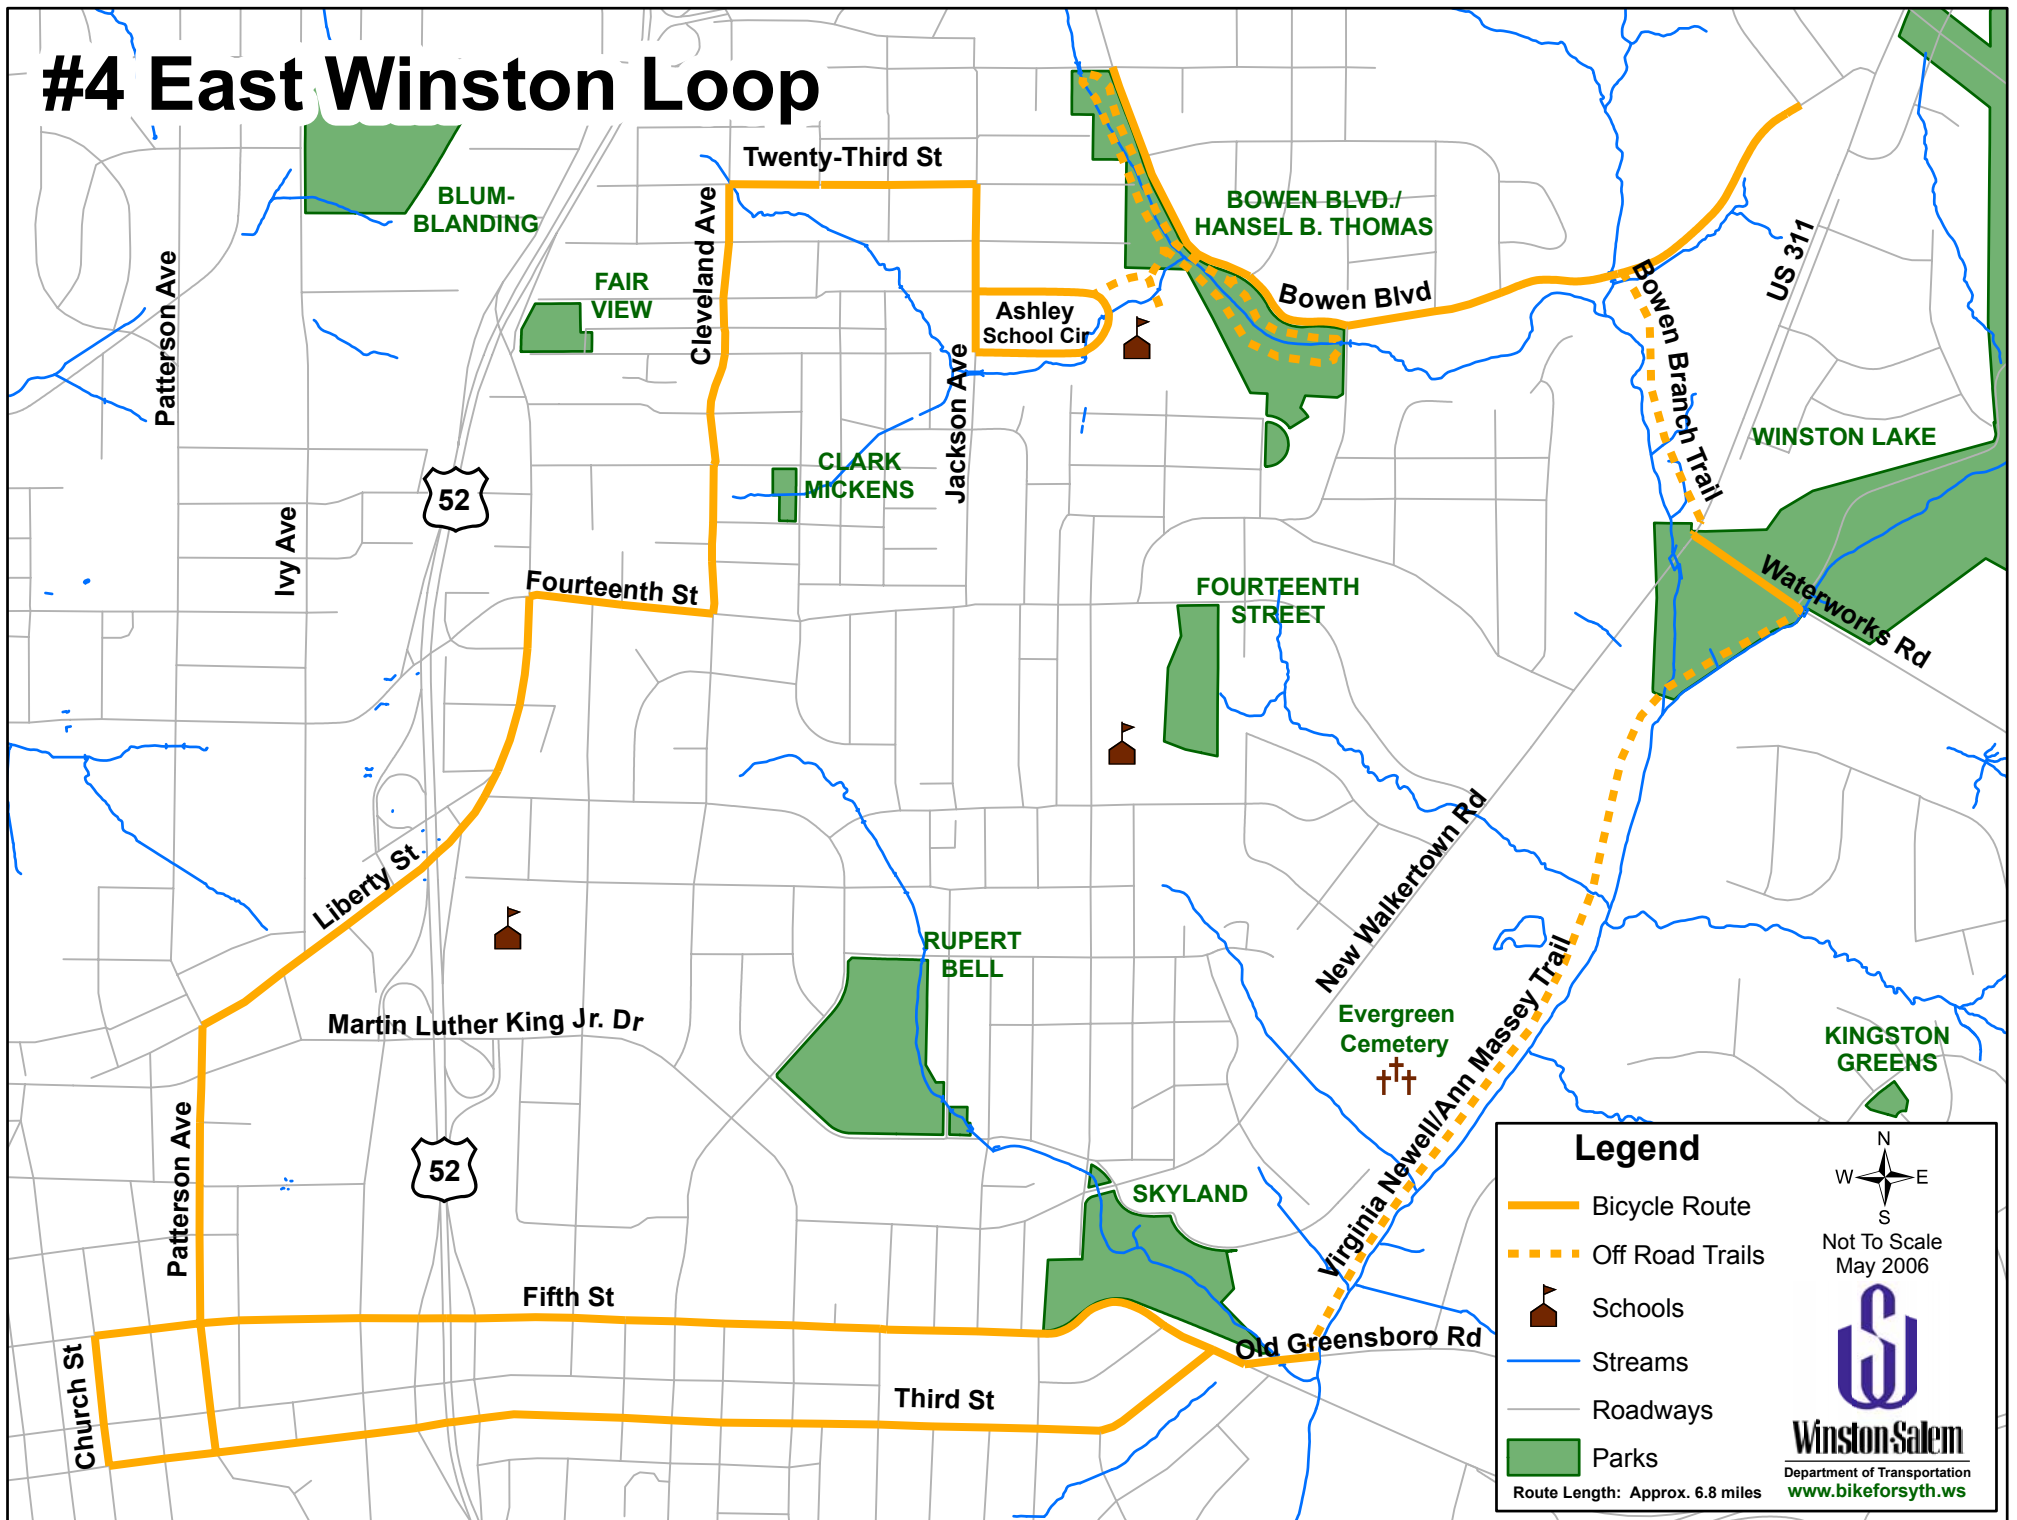 #4 East Winston Loop
Twenty-Third St
BLUM-
BLANDING
BOWEN BLVD./
HANSEL B. THOMAS
Cleveland Ave
Patterson Ave
US 311
FAIR
VIEW
Bowen Blvd
Ashley
School Cir
Bowen Branch Trail
Jackson Ave
WINSTON LAKE
CLARK
MICKENS
52
Ivy Ave
Fourteenth St
FOURTEENTH
STREET
Waterworks Rd
Liberty St
New Walkertown Rd
RUPERT
BELL
Martin Luther King Jr. Dr
Evergreen
Cemetery
Virginia Newell/Ann Massey Trail
KINGSTON
GREENS
Patterson Ave
52
SKYLAND
Fifth St
Old Greensboro Rd
Church St
Third St
Legend
Bicycle Route
Off Road Trails
Schools
Streams
Roadways
Parks
Route Length: Approx. 6.8 miles
N
W
E
S
Not To Scale
May 2006
Winston-Salem
Department of Transportation
www.bikeforsyth.ws